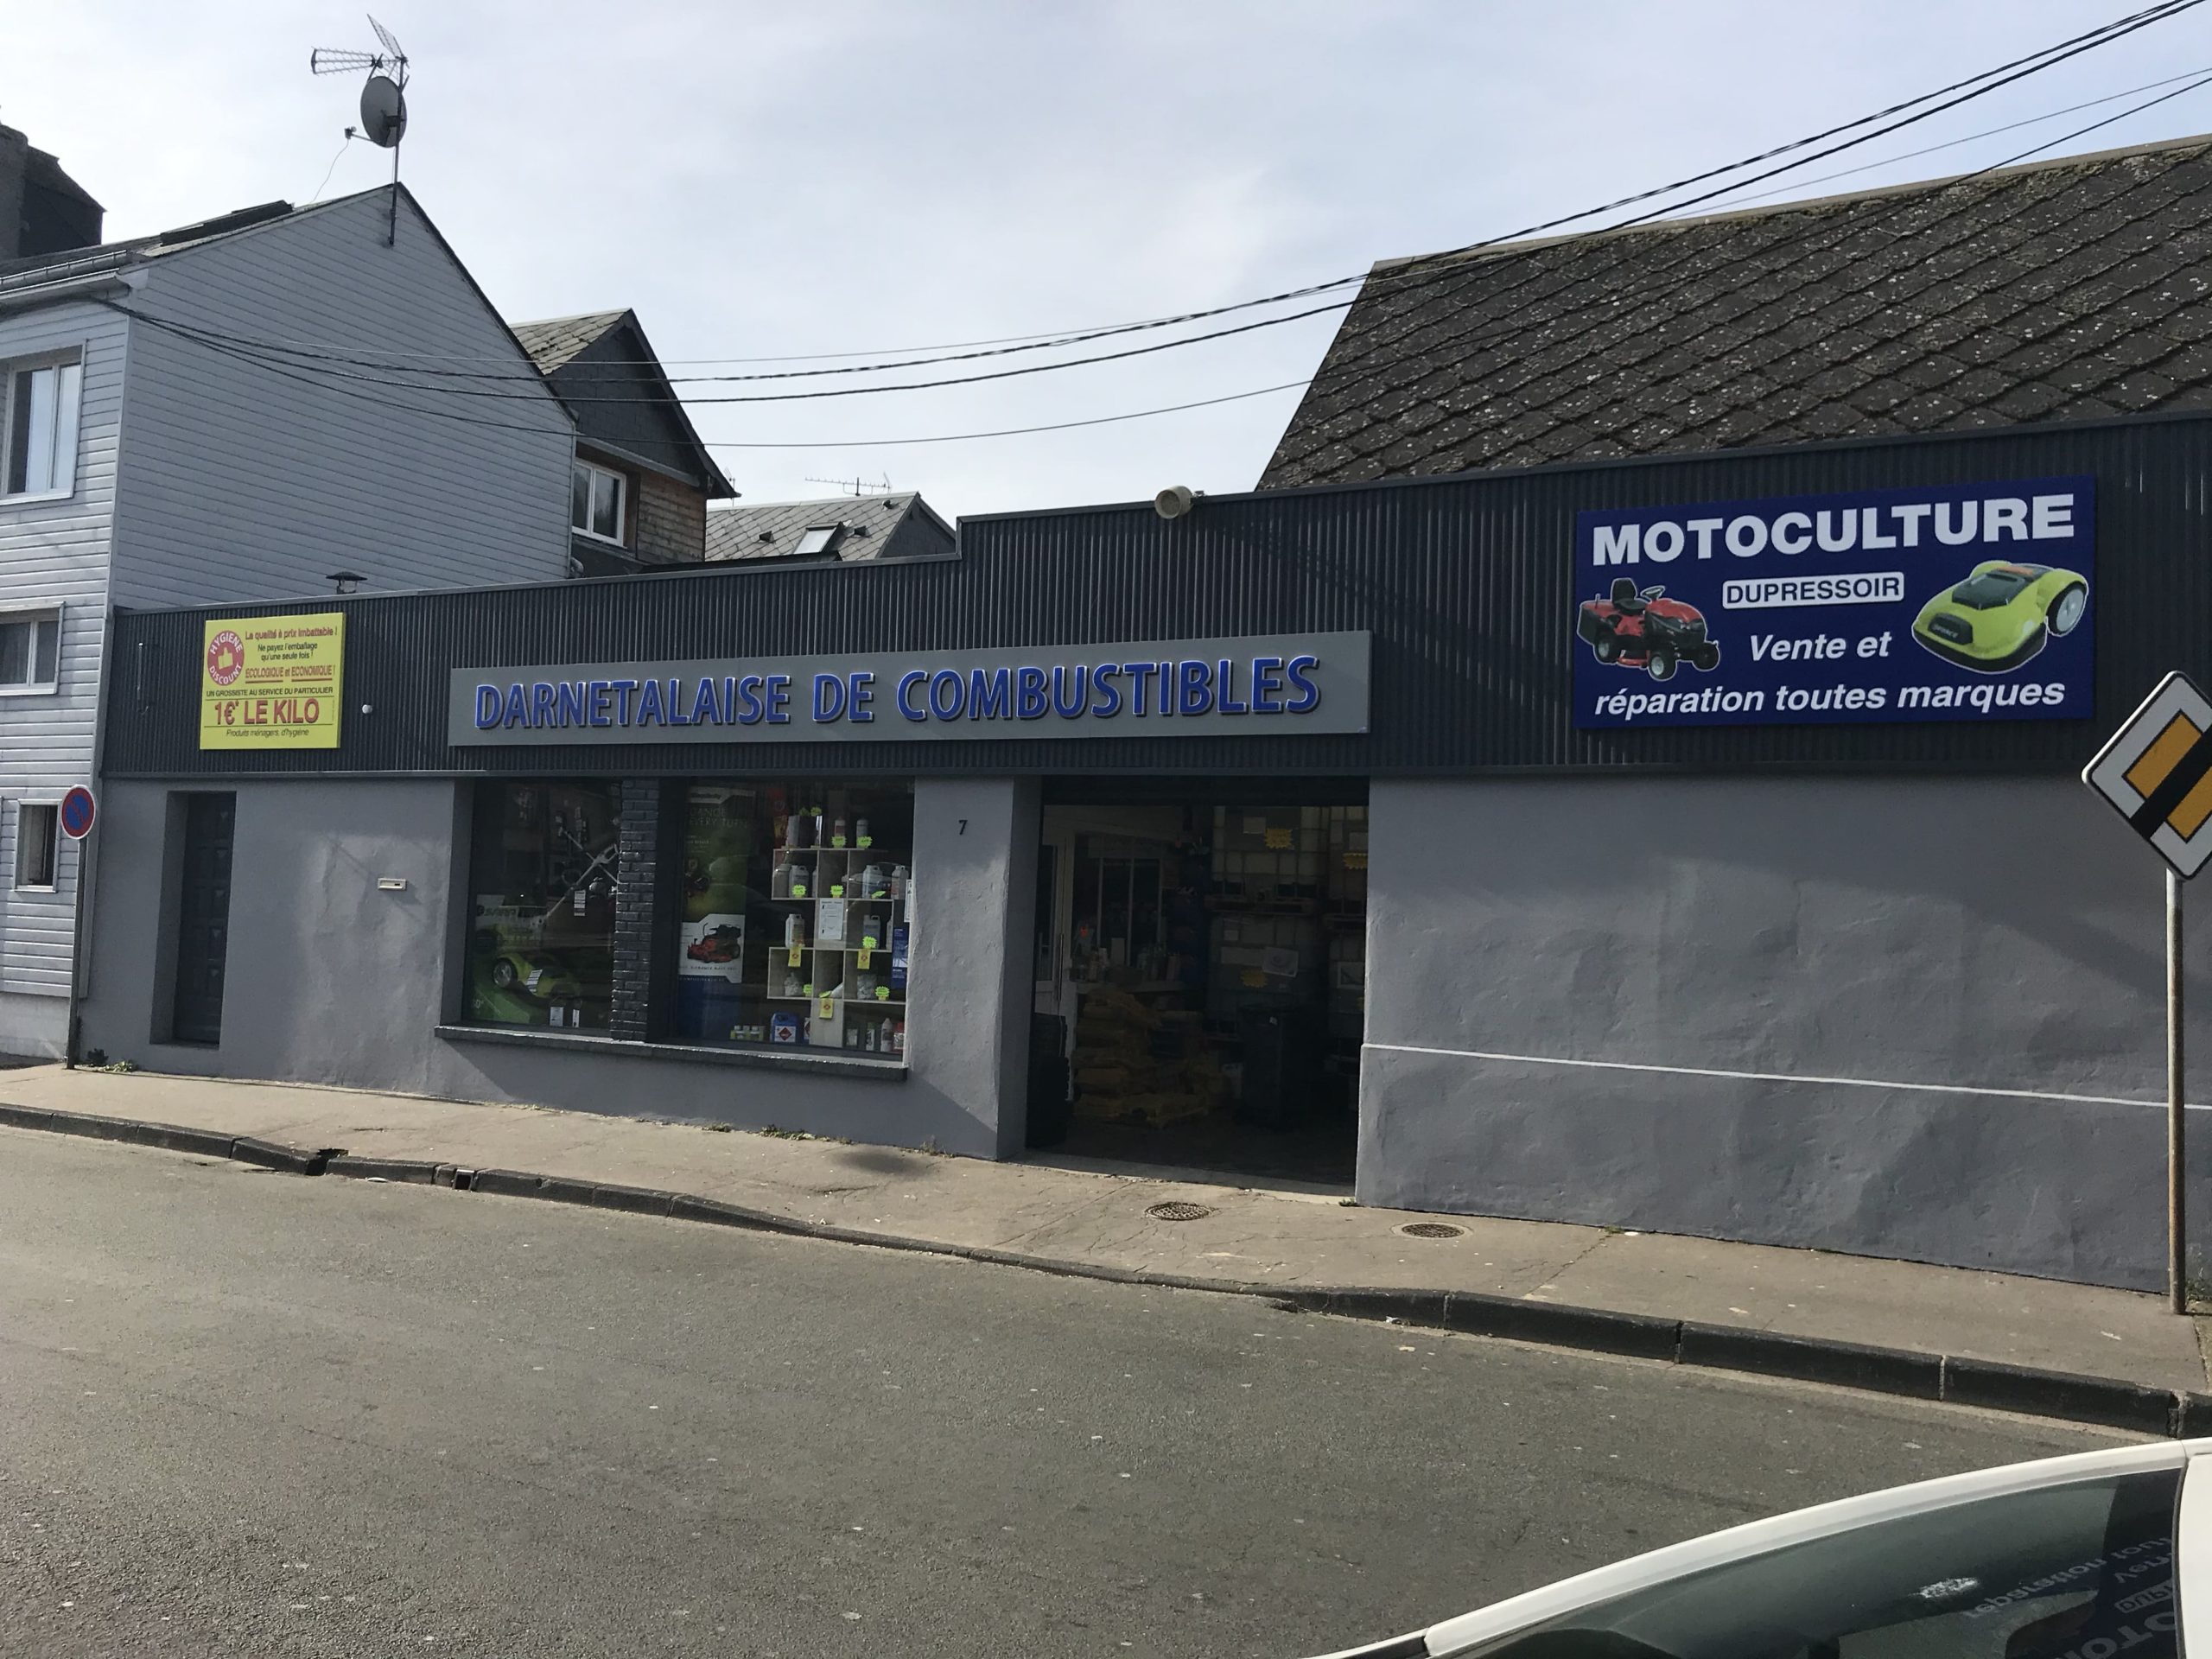 HYGIENE
DISCOUNT
La qualité à prix imbattable !
Ne payez l'emballage
qu'une seule fois !
ECOLOGIQUE et ECONOMIQUE !
UN GROSSISTE AU SERVICE DU PARTICULIER
1€* LE KILO
Produits ménagers, d'hygiène
DARNETALAISE DE COMBUSTIBLES
7
MOTOCULTURE
DUPRESSOIR
Vente et
réparation toutes marques